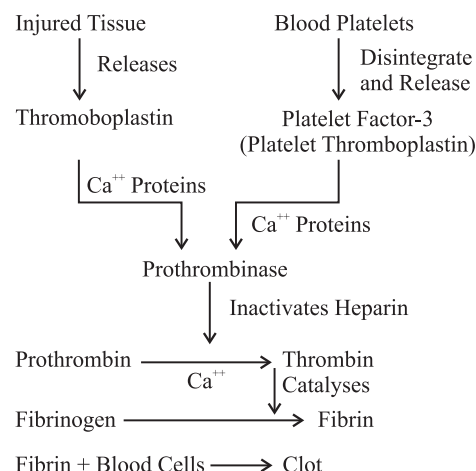 Injured Tissue
Blood Platelets
Releases
Disintegrate
and Release
Thromoboplastin
Platelet Factor-3
(Platelet Thromboplastin)
Ca++ Proteins
Ca++ Proteins
Prothrombinase
Inactivates Heparin
Prothrombin
Thrombin
Ca++
Catalyses
Fibrinogen
Fibrin
Fibrin + Blood Cells
Clot